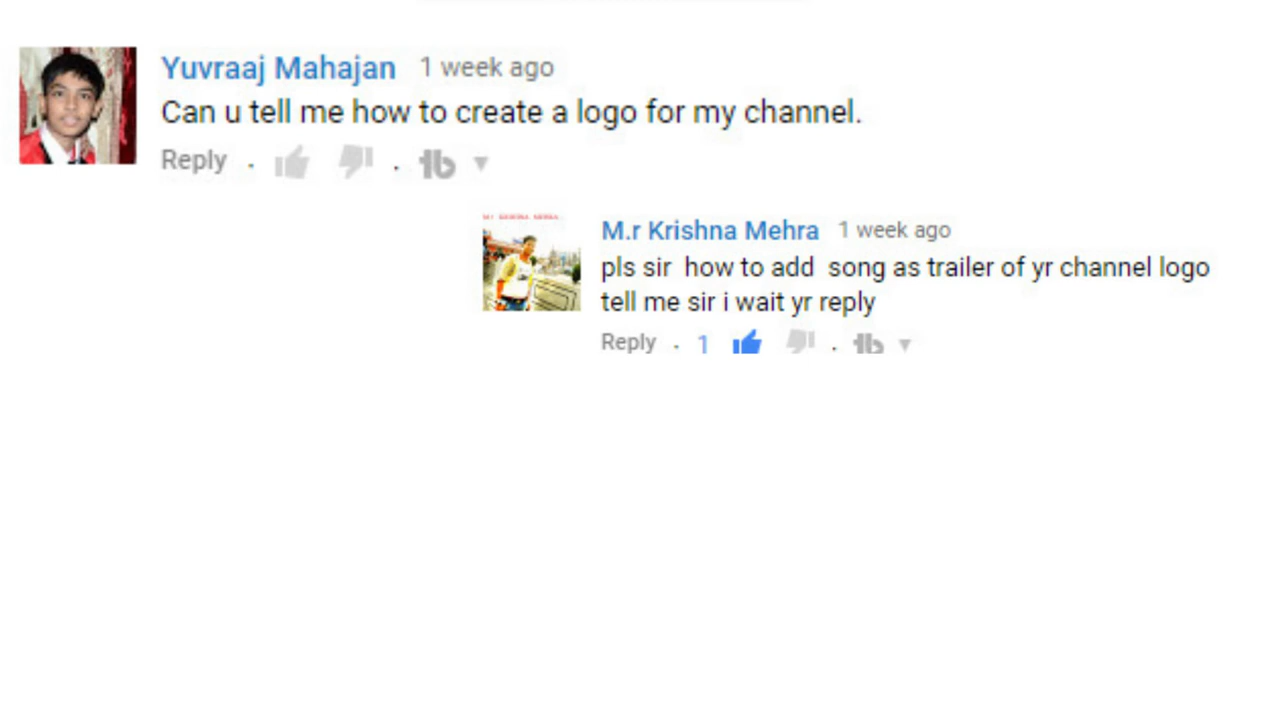 Yuvraaj Mahajan 1 week ago
Can u tell me how to create a logo for my channel.
Reply
M.r Krishna Mehra 1 week ago
pls sir how to add song as trailer of yr channel logo
tell me sir i wait yr reply
Reply . 1